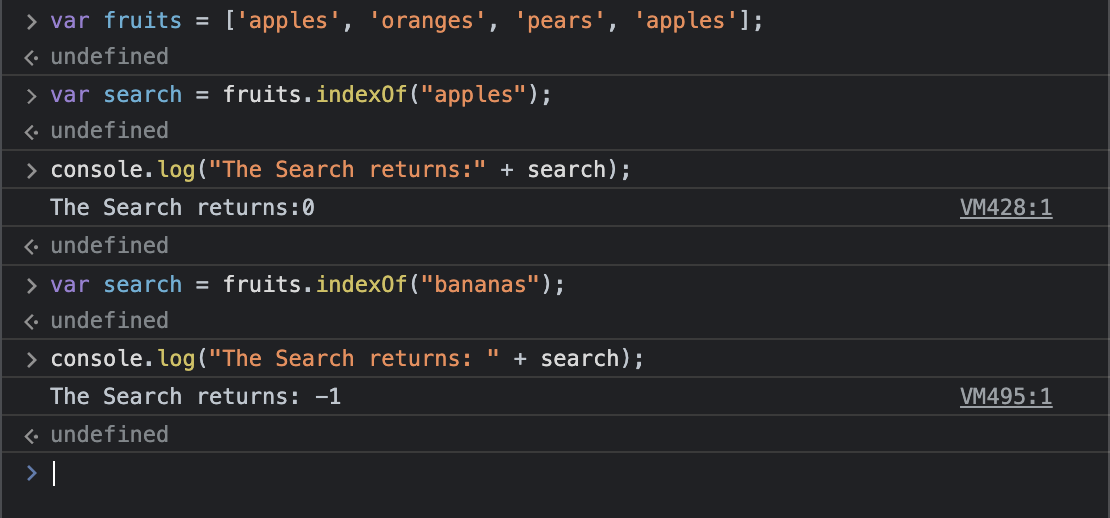 > var fruits = ['apples', 'oranges', 'pears', 'apples'];
undefined
> var search = fruits.indexOf("apples");
undefined
> console.log("The Search returns:" + search);
The Search returns:0 VM428:1
undefined
> var search = fruits.indexOf("bananas");
undefined
> console.log("The Search returns: " + search);
The Search returns: -1 VM495:1
undefined
>